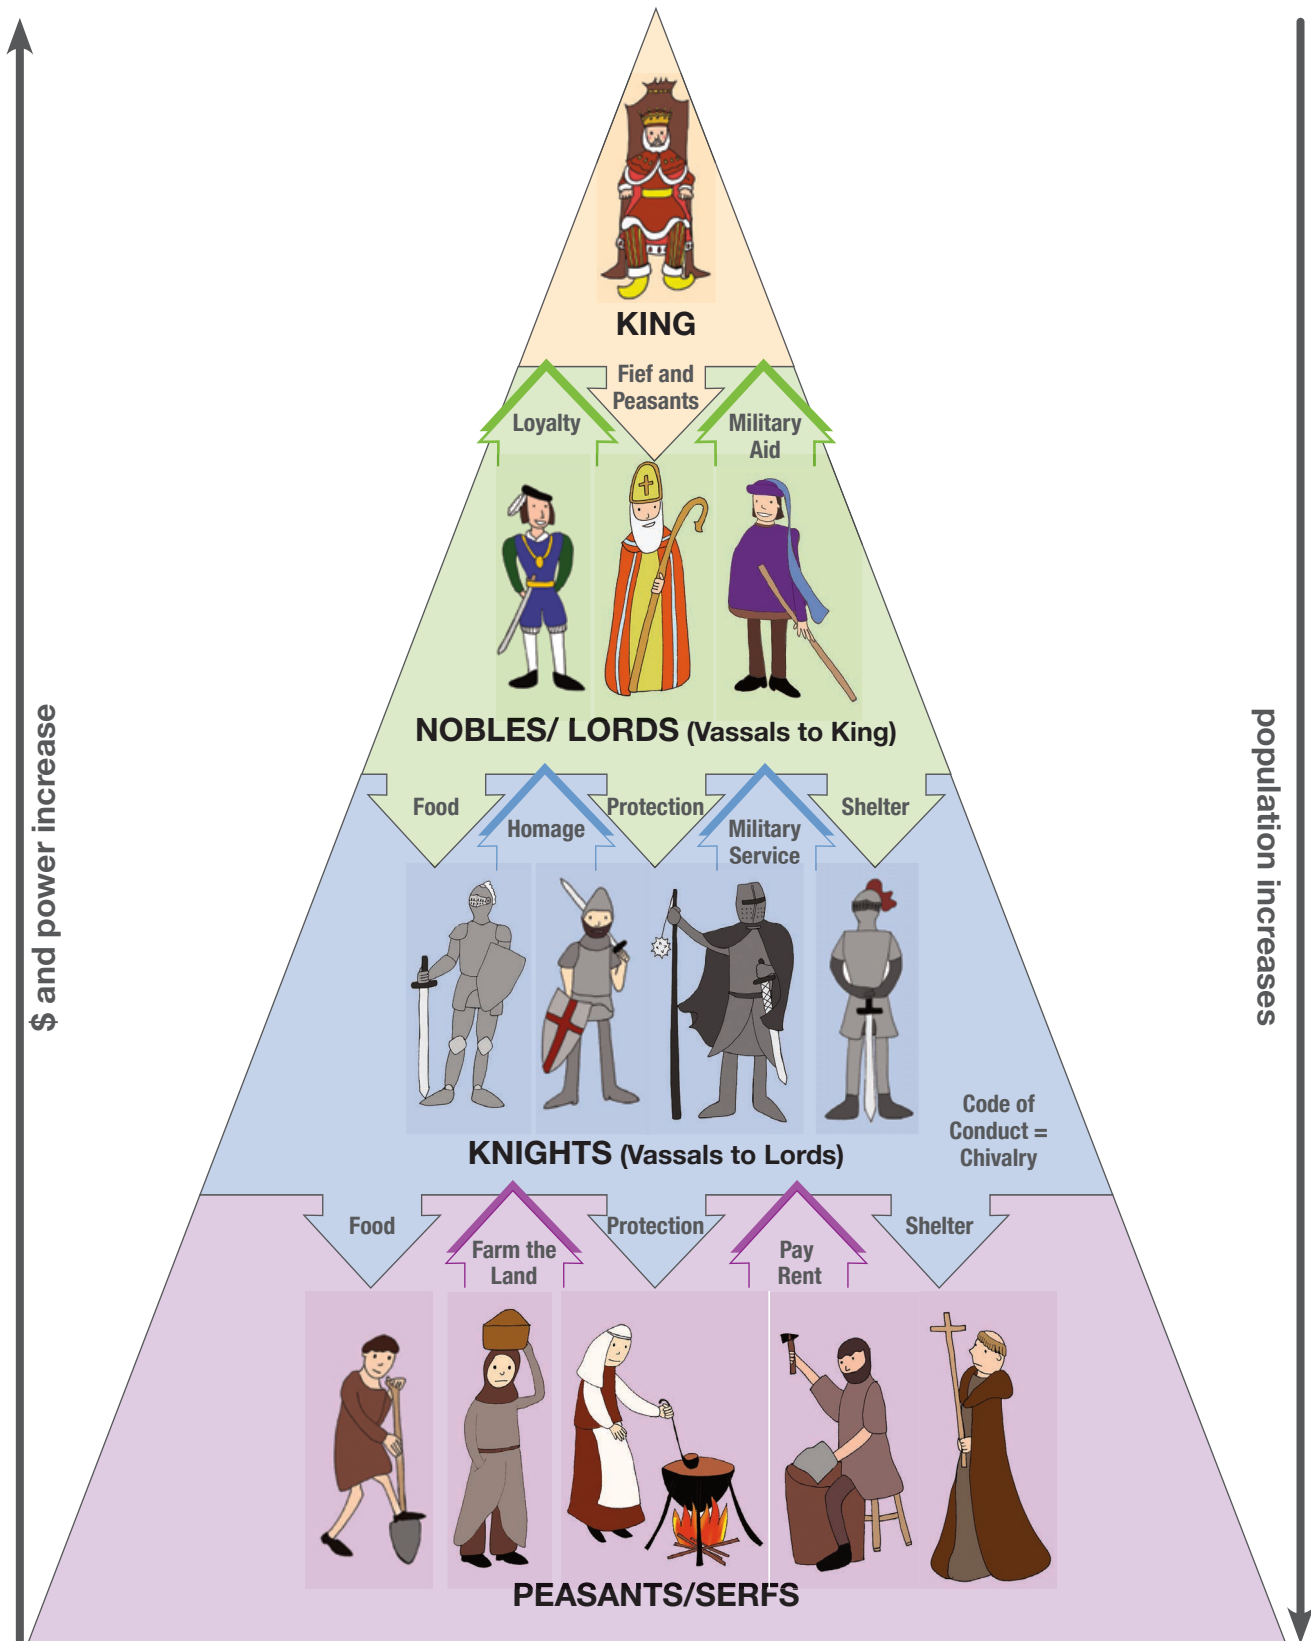 KING
Fief and
Peasants
Loyalty
Military
Aid
NOBLES/ LORDS (Vassals to King)
Food
Protection
Shelter
Homage
Military
Service
Code of
Conduct =
Chivalry
KNIGHTS (Vassals to Lords)
Food
Protection
Shelter
Farm the
Land
Pay
Rent
PEASANTS/SERFS
$ and power increase
population increases